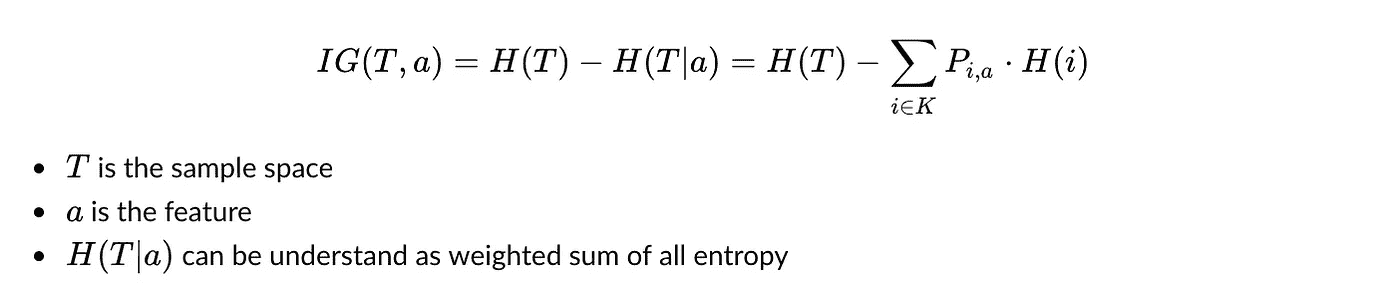 IG(T, a) = H(T) − H(T|a) = H(T) − ∑_{i∈K} P_{i,a} · H(i)
• T is the sample space
• a is the feature
• H(T|a) can be understand as weighted sum of all entropy